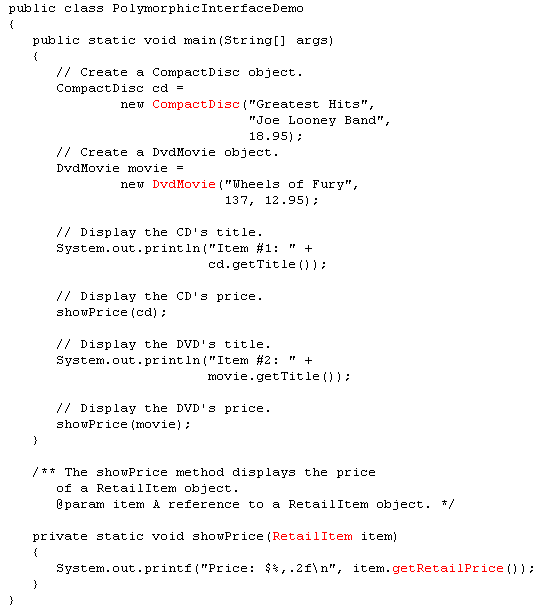 public class PolymorphicInterfaceDemo
{
   public static void main(String[] args)
   {
      // Create a CompactDisc object.
      CompactDisc cd =
              new CompactDisc("Greatest Hits",
                              "Joe Looney Band",
                              18.95);
      // Create a DvdMovie object.
      DvdMovie movie =
              new DvdMovie("Wheels of Fury",
                           137, 12.95);

      // Display the CD's title.
      System.out.println("Item #1: " +
                         cd.getTitle());

      // Display the CD's price.
      showPrice(cd);

      // Display the DVD's title.
      System.out.println("Item #2: " +
                         movie.getTitle());

      // Display the DVD's price.
      showPrice(movie);
   }

   /** The showPrice method displays the price
      of a RetailItem object.
      @param item A reference to a RetailItem object. */

   private static void showPrice(RetailItem item)
   {
      System.out.printf("Price: $%,.2f\n", item.getRetailPrice());
   }
}